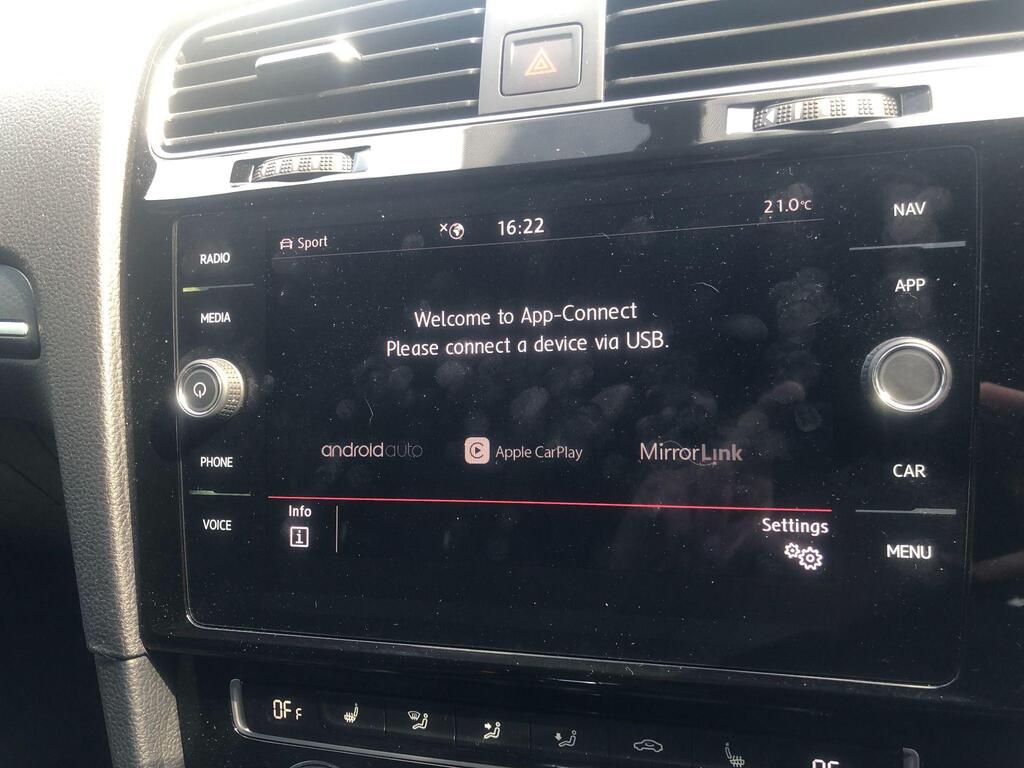 Sport
16:22
21.0°C
RADIO
MEDIA
PHONE
VOICE
Welcome to App-Connect
Please connect a device via USB.
androidauto
Apple CarPlay
MirrorLink
Info
i
Settings
NAV
APP
CAR
MENU
OFF